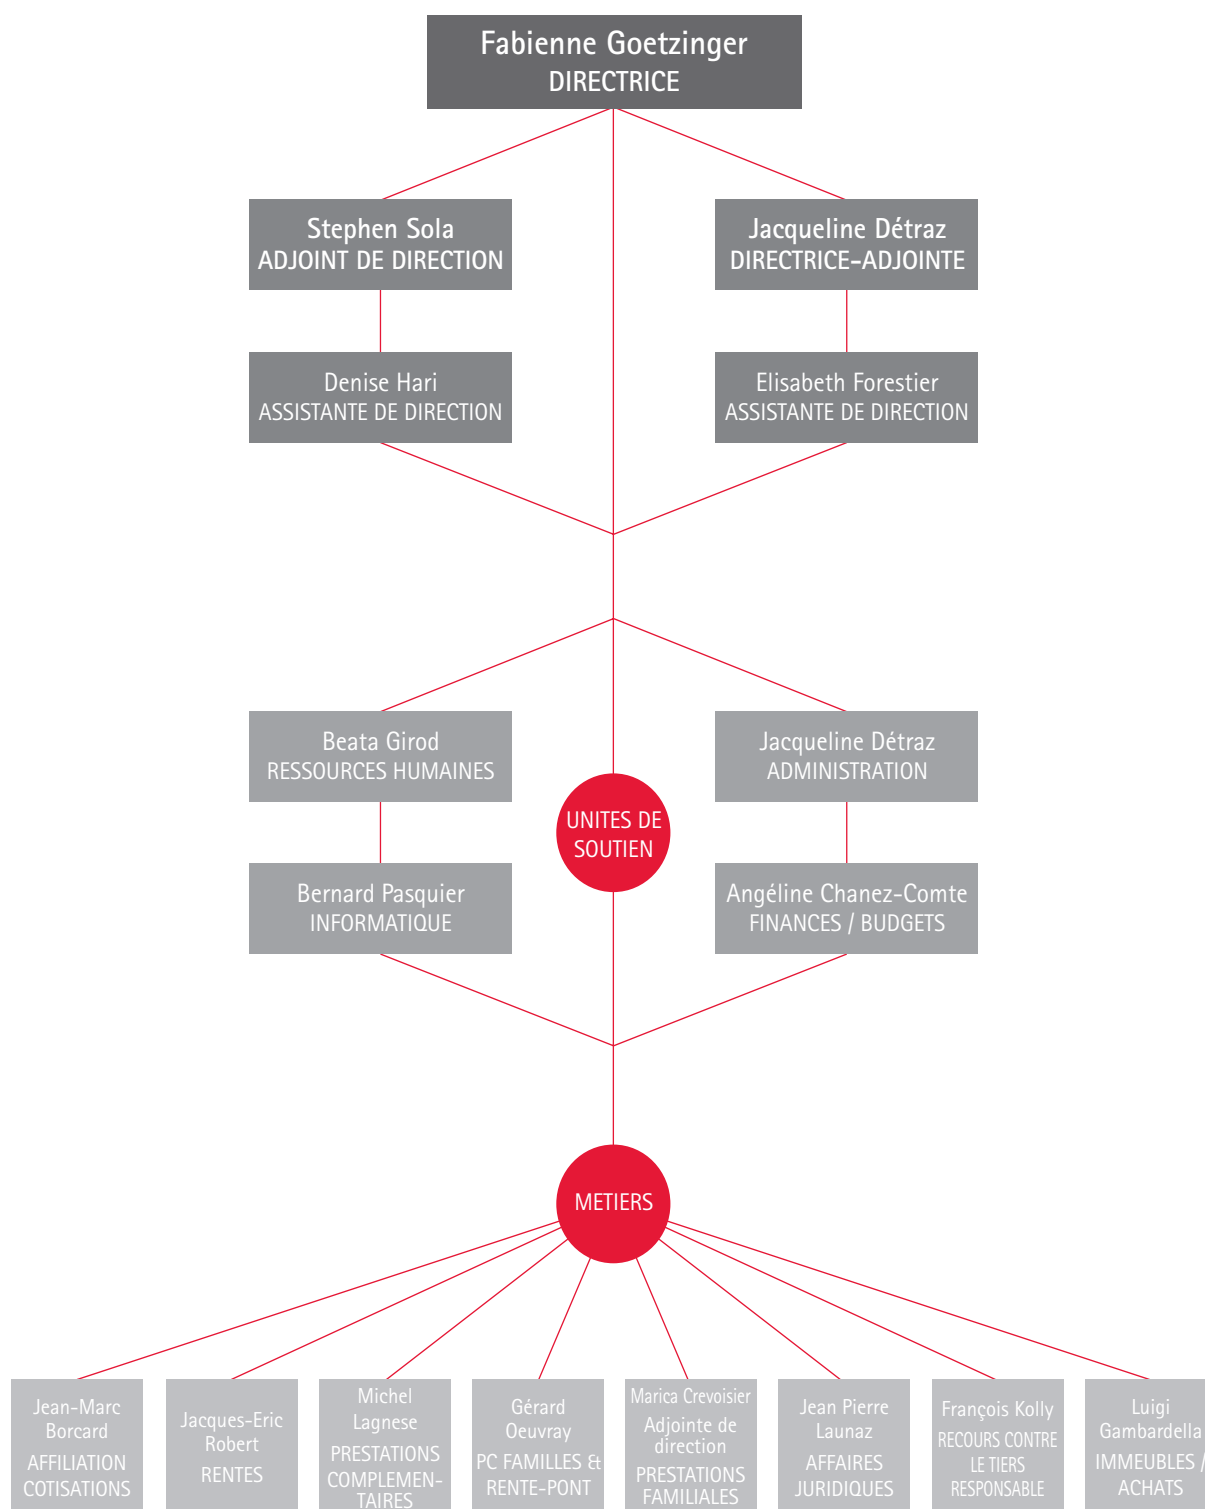 Fabienne Goetzinger
DIRECTRICE
Stephen Sola
ADJOINT DE DIRECTION
Jacqueline Détraz
DIRECTRICE-ADJOINTE
Denise Hari
ASSISTANTE DE DIRECTION
Elisabeth Forestier
ASSISTANTE DE DIRECTION
Beata Girod
RESSOURCES HUMAINES
Jacqueline Détraz
ADMINISTRATION
UNITES DE
SOUTIEN
Bernard Pasquier
INFORMATIQUE
Angéline Chanez-Comte
FINANCES / BUDGETS
METIERS
Jean-Marc
Borcard
AFFILIATION
COTISATIONS
Jacques-Eric
Robert
RENTES
Michel
Lagnese
PRESTATIONS
COMPLEMEN-
TAIRES
Gérard
Oeuvray
PC FAMILLES &
RENTE-PONT
Marica Crevoisier
Adjointe de
direction
PRESTATIONS
FAMILIALES
Jean Pierre
Launaz
AFFAIRES
JURIDIQUES
François Kolly
RECOURS CONTRE
LE TIERS
RESPONSABLE
Luigi
Gambardella
IMMEUBLES /
ACHATS